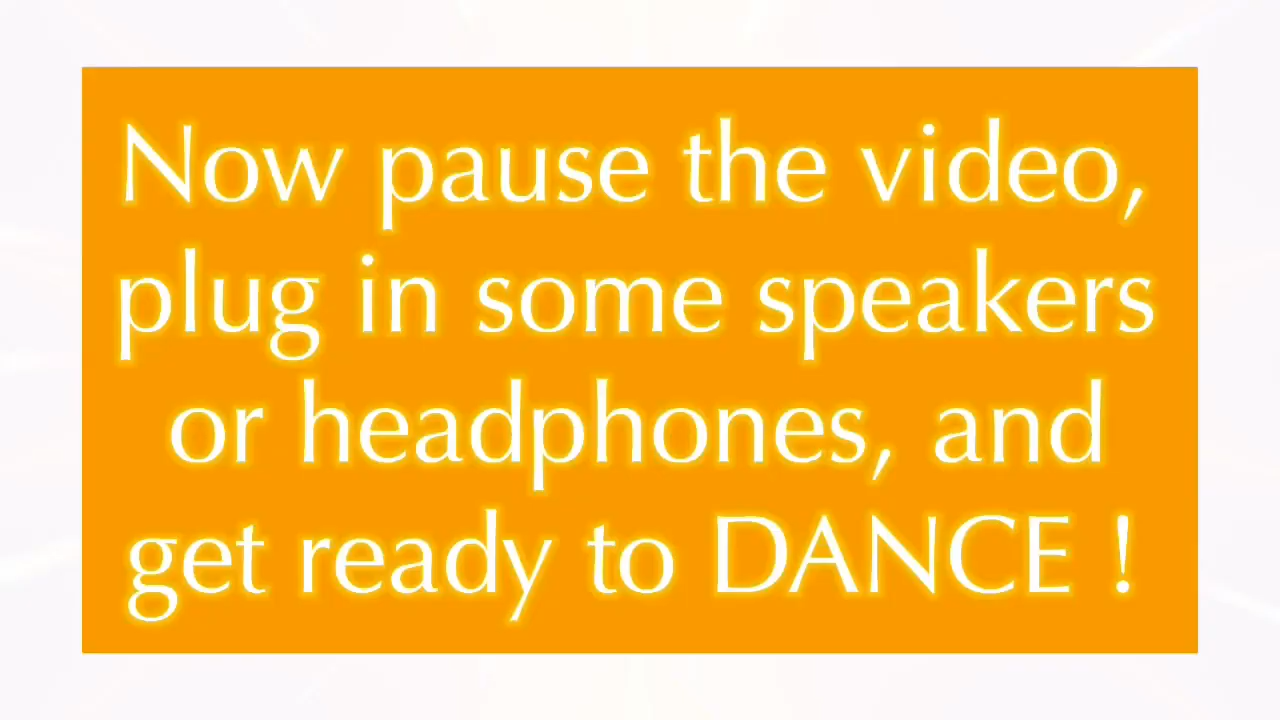 Now pause the video,
plug in some speakers
or headphones, and
get ready to DANCE !